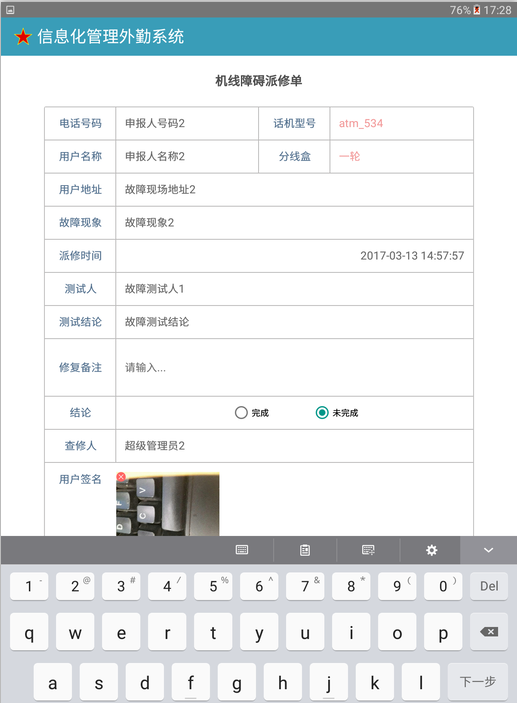 76% 17:28
信息化管理外勤系统
机线障碍派修单
电话号码 申报人号码2 话机型号 atm_534
用户名称 申报人名称2 分线盒 一轮
用户地址 故障现场地址2
故障现象 故障现象2
派修时间 2017-03-13 14:57:57
测试人 故障测试人1
测试结论 故障测试结论
修复备注 请输入...
结论 完成 未完成
查修人 超级管理员2
用户签名
V
C
F
D
1 - 2 @ 3 # 4 / 5 % 6 ^ 7 & 8 * 9 ( 0 ) Del
q w e r t y u i o p
a s d f g h j k l 下一步